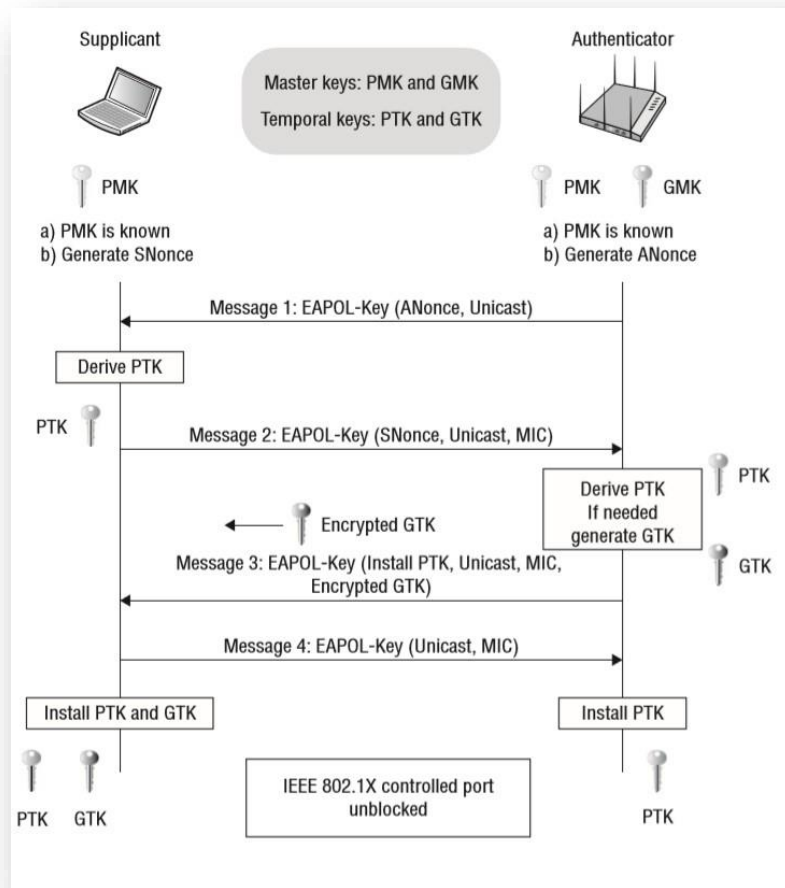 Supplicant
Authenticator
Master keys: PMK and GMK
Temporal keys: PTK and GTK
PMK
PMK
GMK
a) PMK is known
b) Generate SNonce
a) PMK is known
b) Generate ANonce
Message 1: EAPOL-Key (ANonce, Unicast)
Derive PTK
PTK
Message 2: EAPOL-Key (SNonce, Unicast, MIC)
Derive PTK
If needed
generate GTK
PTK
GTK
Encrypted GTK
Message 3: EAPOL-Key (Install PTK, Unicast, MIC,
Encrypted GTK)
Message 4: EAPOL-Key (Unicast, MIC)
Install PTK and GTK
Install PTK
PTK
GTK
IEEE 802.1X controlled port
unblocked
PTK